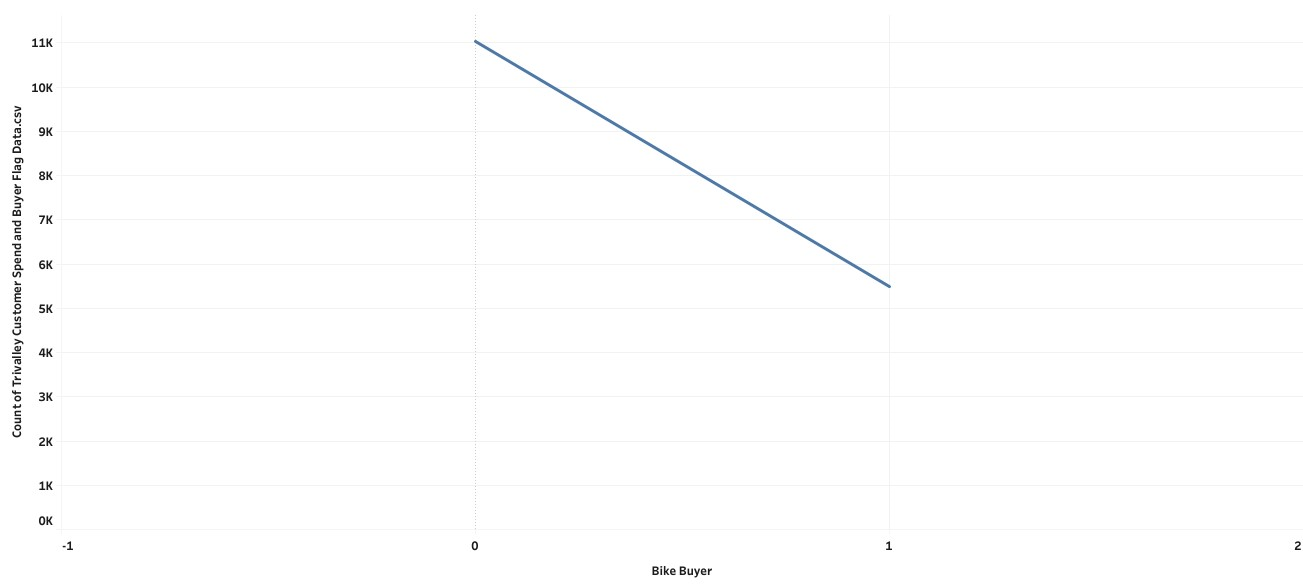 11K
10K
9K
8K
7K
6K
5K
4K
3K
2K
1K
0K
Count of Trivalley Customer Spend and Buyer Flag Data.csv
-1 0 1 2
Bike Buyer